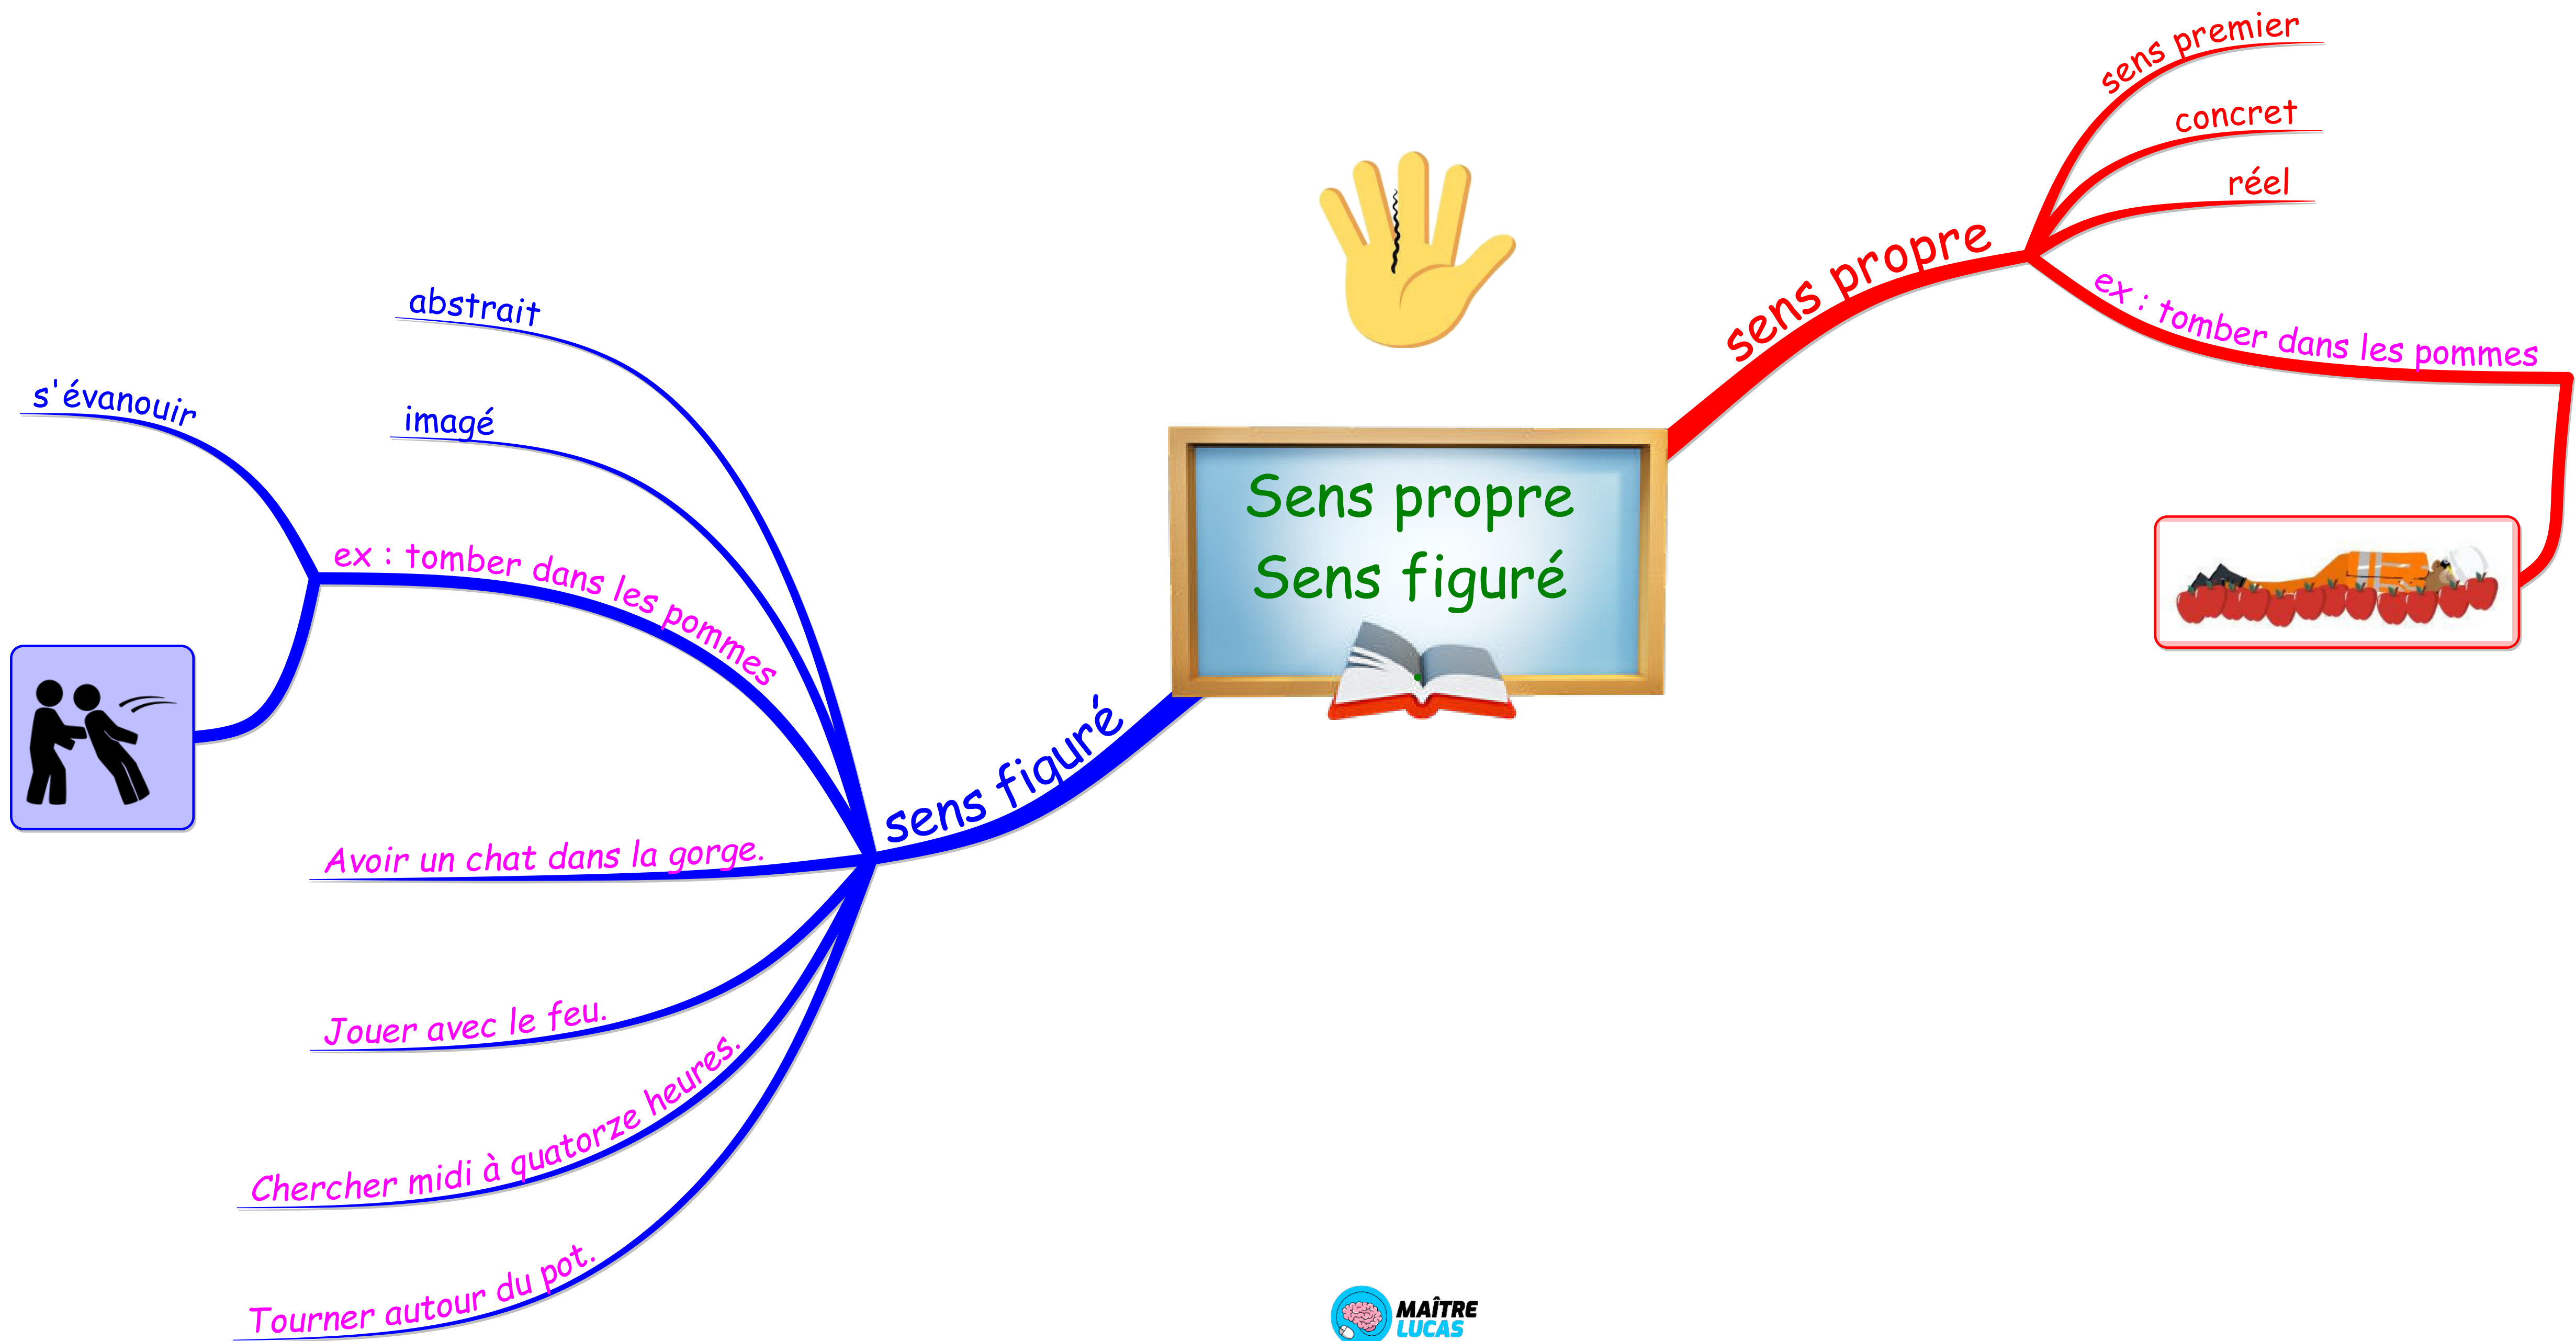 Sens propre
Sens figuré
sens propre
sens premier
concret
réel
ex : tomber dans les pommes
sens figuré
abstrait
imagé
ex : tomber dans les pommes
s'évanouir
Avoir un chat dans la gorge.
Jouer avec le feu.
Chercher midi à quatorze heures.
Tourner autour du pot.
MAÎTRE
LUCAS